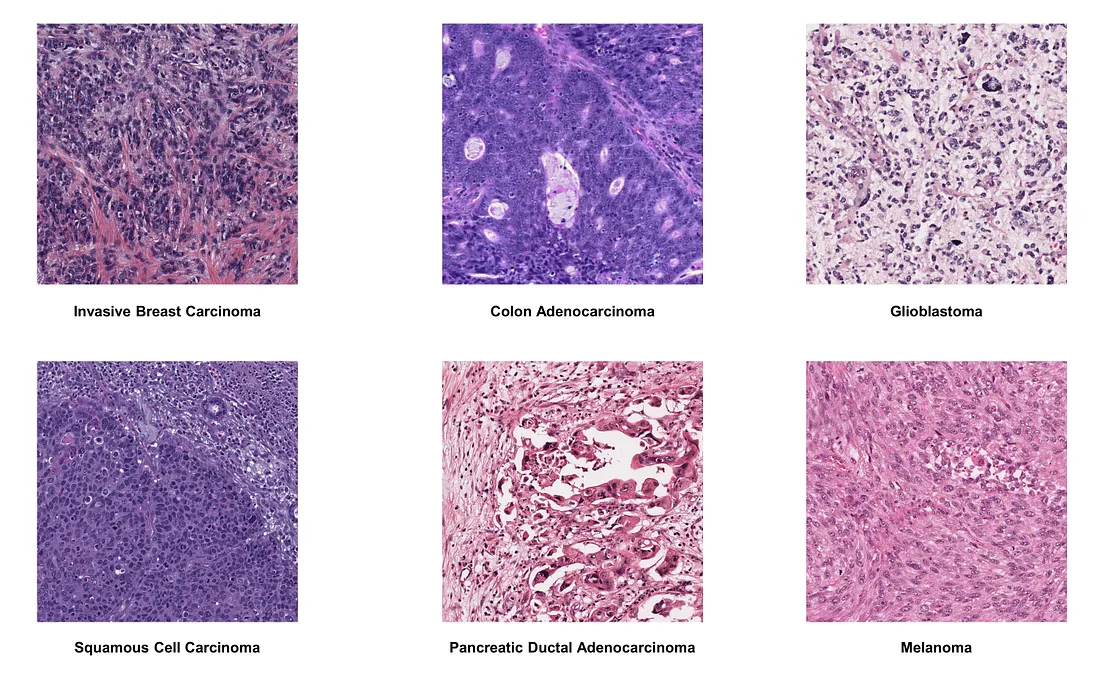 Invasive Breast Carcinoma
Colon Adenocarcinoma
Glioblastoma
Squamous Cell Carcinoma
Pancreatic Ductal Adenocarcinoma
Melanoma